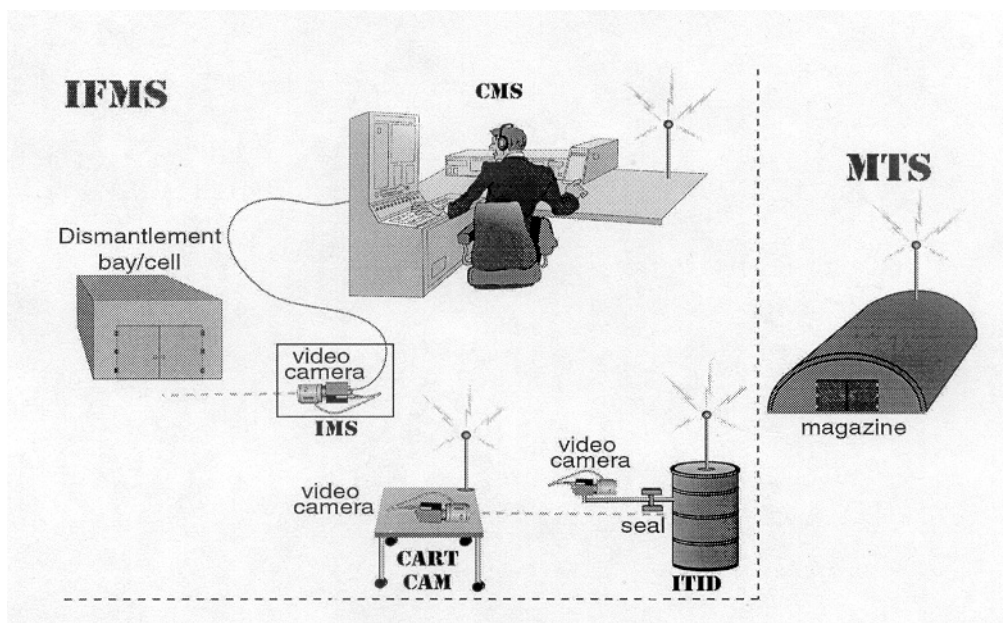 IFMS
CMS
MTS
Dismantlement
bay/cell
video
camera
IMS
magazine
video
camera
video
camera
seal
CART
CAM
ITID